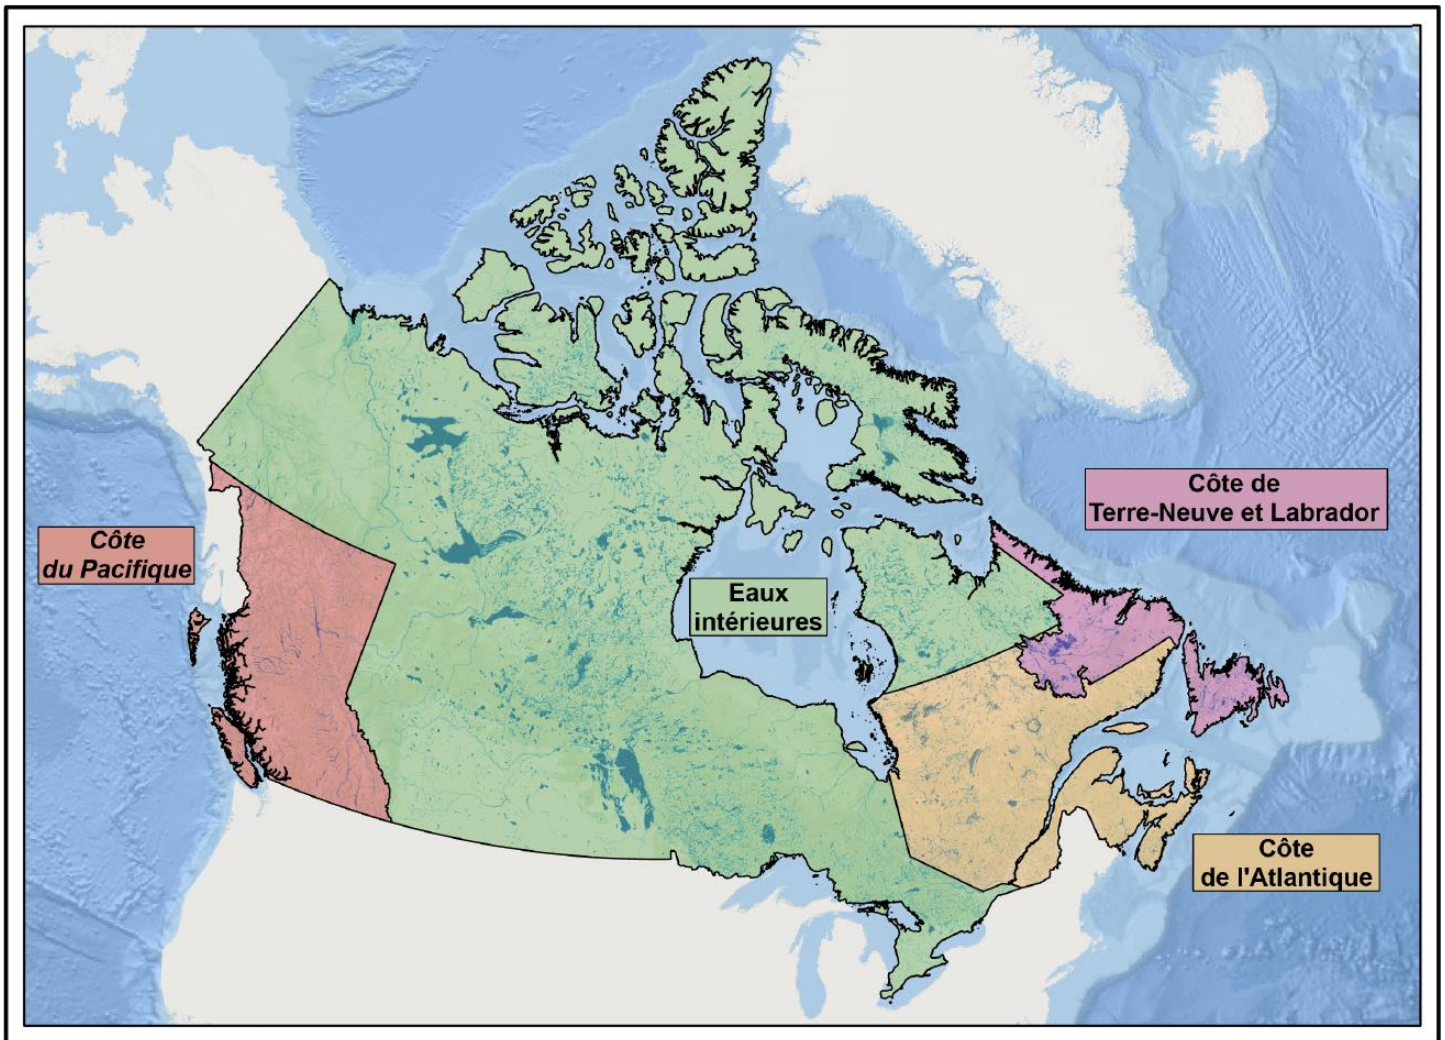 Côte de
Terre-Neuve et Labrador
Côte
du Pacifique
Eaux
intérieures
Côte
de l'Atlantique